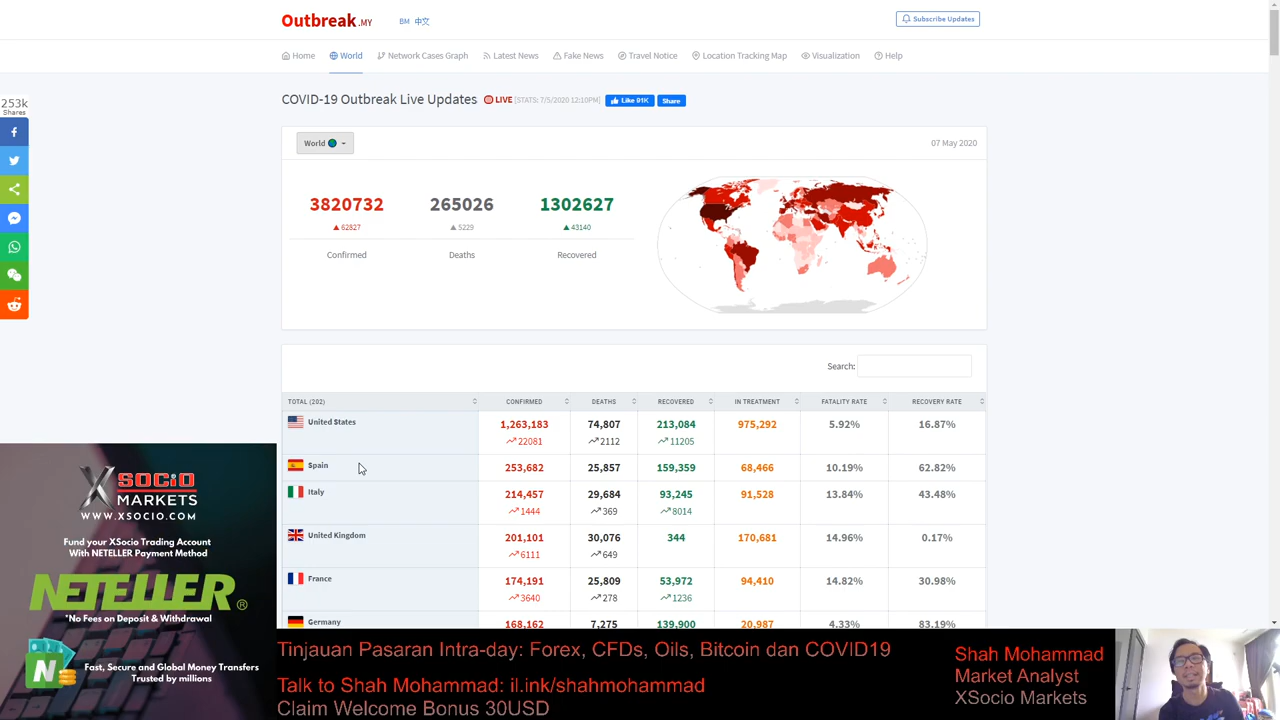 Outbreak.MY
BM 中文
Subscribe Updates
Home World Network Cases Graph Latest News Fake News Travel Notice Location Tracking Map Visualization Help
253k
Shares
COVID-19 Outbreak Live Updates LIVE [STATS: 7/5/2020 12:10PM] Like 91K Share
World 07 May 2020
3820732 265026 1302627
62827 5229 43140
Confirmed Deaths Recovered
Search:
TOTAL (202) CONFIRMED DEATHS RECOVERED IN TREATMENT FATALITY RATE RECOVERY RATE
United States 1,263,183 74,807 213,084 975,292 5.92% 16.87%
22081 2112 11205
Spain 253,682 25,857 159,359 68,466 10.19% 62.82%
Italy 214,457 29,684 93,245 91,528 13.84% 43.48%
1444 369 8014
United Kingdom 201,101 30,076 344 170,681 14.96% 0.17%
6111 649
France 174,191 25,809 53,972 94,410 14.82% 30.98%
3640 278 1236
Germany 168,162 7,275 139,900 20,987 4.33% 83.19%
XSOCIO
MARKETS
WWW.XSOCIO.COM
Fund your XSocio Trading Account
With NETELLER Payment Method
NETELLER®
*No Fees on Deposit & Withdrawal
N
Fast, Secure and Global Money Transfers
Trusted by millions
Tinjauan Pasaran Intra-day: Forex, CFDs, Oils, Bitcoin dan COVID19
Talk to Shah Mohammad: il.ink/shahmohammad
Claim Welcome Bonus 30USD
Shah Mohammad
Market Analyst
XSocio Markets